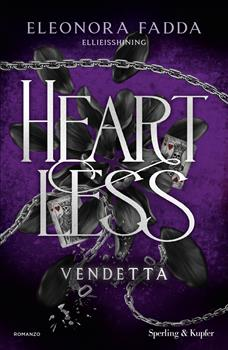 ELEONORA FADDA
ELLIEISSHINING
HEART
LESS
VENDETTA
ROMANZO
Sperling & Kupfer